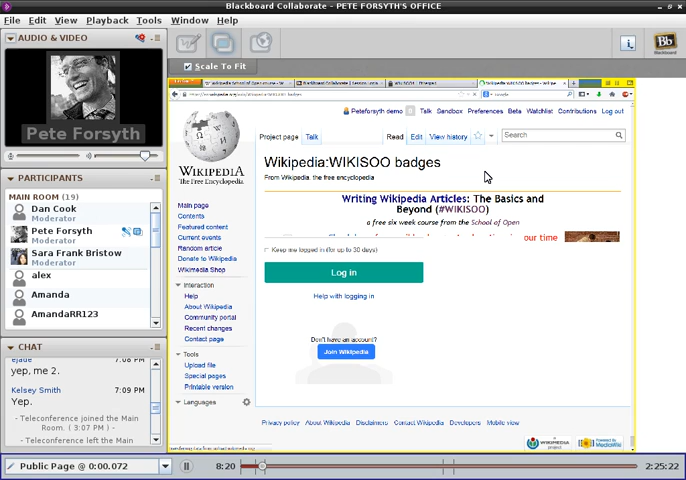 Blackboard Collaborate - PETE FORSYTH'S OFFICE
File Edit View Playback Tools Window Help
AUDIO & VIDEO
Pete Forsyth
PARTICIPANTS
MAIN ROOM (19)
Dan Cook
Moderator
Pete Forsyth
Moderator
Sara Frank Bristow
Moderator
alex
Amanda
AmandaRR123
CHAT
7:08 PM
yep, me 2.
Kelsey Smith 7:09 PM
Yep.
- Teleconference joined the Main
Room. ( 3:07 PM ) -
- Teleconference left the Main
Public Page @ 0:00.072
8:20
2:25:22
Scale To Fit
i
Bb
Peteforsyth demo 0 Talk Sandbox Preferences Beta Watchlist Contributions Log out
Project page Talk Read Edit View history Search
WIKIPEDIA
The Free Encyclopedia
Main page
Contents
Featured content
Current events
Random article
Donate to Wikipedia
Wikimedia Shop
Interaction
Help
About Wikipedia
Community portal
Recent changes
Contact page
Tools
Upload file
Special pages
Printable version
Languages
Wikipedia:WIKISOO badges
From Wikipedia, the free encyclopedia
Writing Wikipedia Articles: The Basics and
Beyond (#WIKISOO)
a free six week course from the School of Open
in our time
Keep me logged in (for up to 30 days)
Log in
Help with logging in
Don't have an account?
Join Wikipedia
Privacy policy About Wikipedia Disclaimers Contact Wikipedia Developers Mobile view
WIKIMEDIA
project
Powered By
MediaWiki